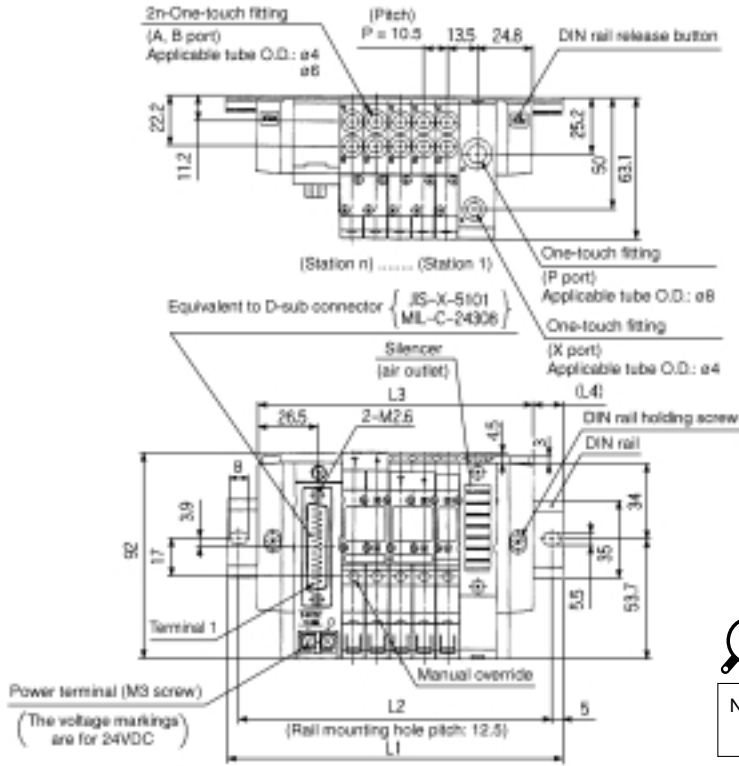 2n-One-touch fitting
(A, B port)
Applicable tube O.D.: ø4
ø6
(Pitch)
P = 10.5
13.5
24.8
DIN rail release button
22.2
11.2
25.2
50
63.1
(Station n) ...... (Station 1)
One-touch fitting
(P port)
Applicable tube O.D.: ø8
Equivalent to D-sub connector { JIS-X-5101
MIL-C-24308 }
One-touch fitting
(X port)
Applicable tube O.D.: ø4
Silencer
(air outlet)
L3
(L4)
26.5
2-M2.6
4.5
3
DIN rail holding screw
DIN rail
8
3.9
92
17
34
35
5.5
53.7
Terminal 1
Manual override
Power terminal (M3 screw)
(The voltage markings
are for 24VDC)
L2
5
(Rail mounting hole pitch: 12.5)
L1
N